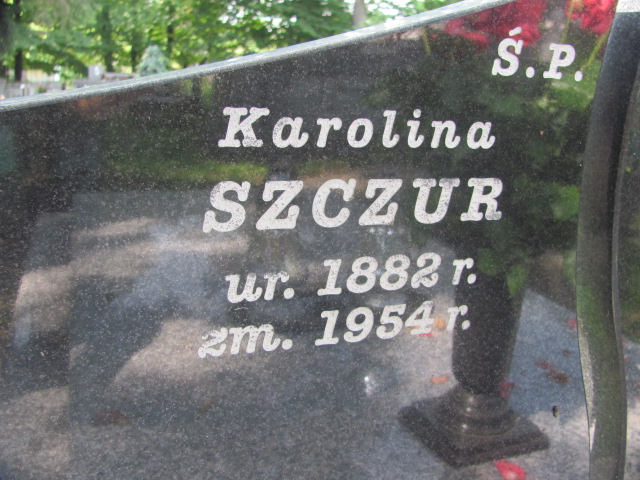 Ś.P.
Karolina
SZCZUR
ur. 1882 r.
zm. 1954 r.